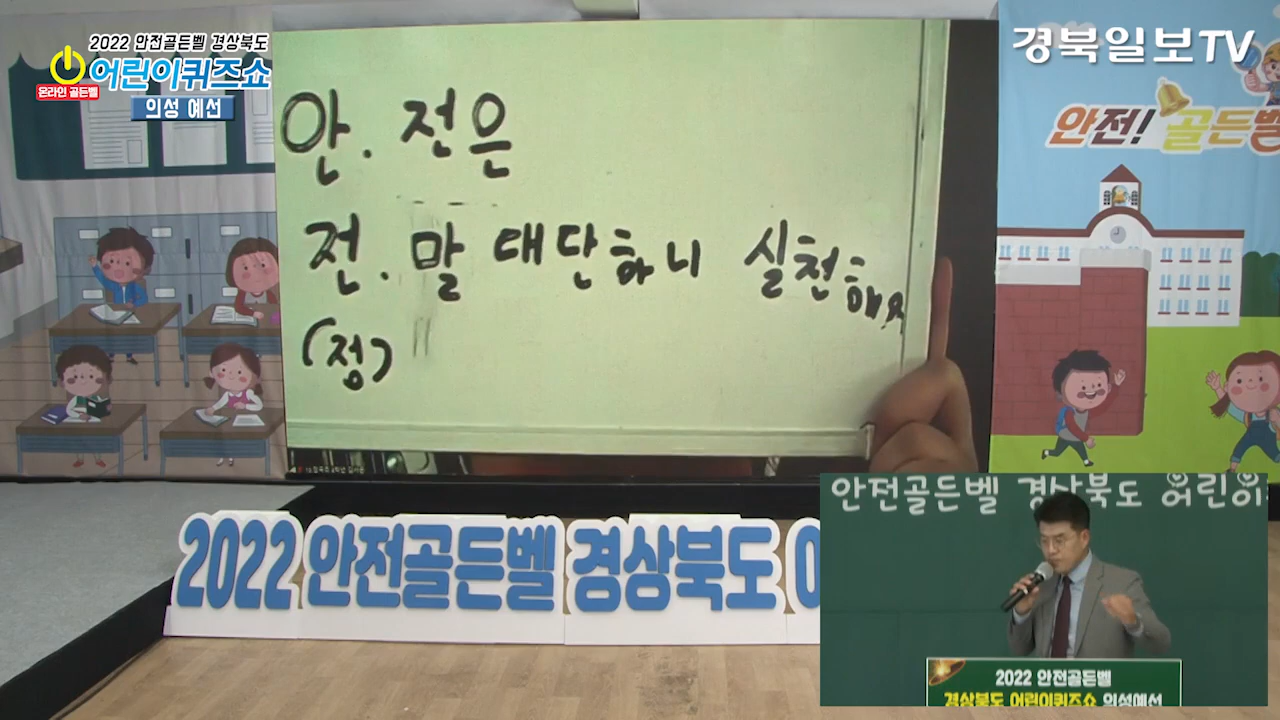 2022 안전골든벨 경상북도
어린이퀴즈쇼
온라인 골든벨
의성 예선
경북일보TV
안전! 골든벨
안. 전은
전. 말 대단하니 실천해
(정)
2022 안전골든벨 경상북도
안전골든벨 경상북도 어린이
2022 안전골든벨
경상북도 어린이퀴즈쇼 의성예선